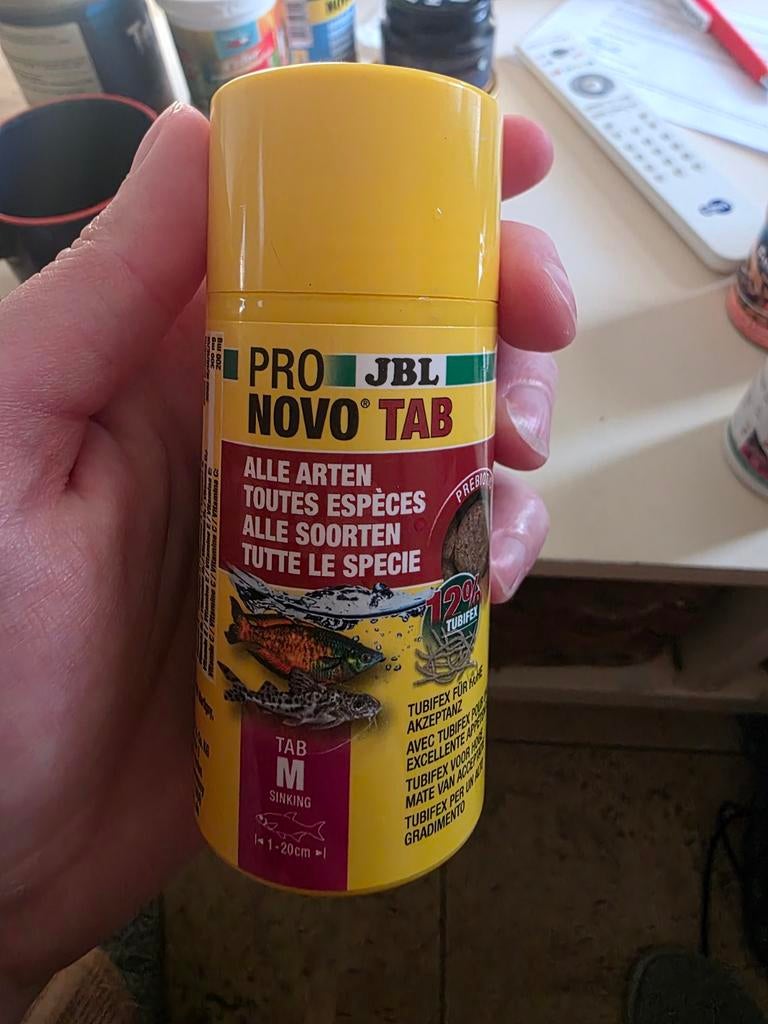 PRO JBL
NOVO® TAB
ALLE ARTEN
TOUTES ESPÈCES
ALLE SOORTEN
TUTTE LE SPECIE
12%
TUBIFEX
TUBIFEX FÜR HOHE
AKZEPTANZ
AVEC TUBIFEX
EXCELLENTE
TUBIFEX VOOR
MATE VAN
TUBIFEX PER UN
GRADIMENTO
TAB
M
SINKING
1-20cm